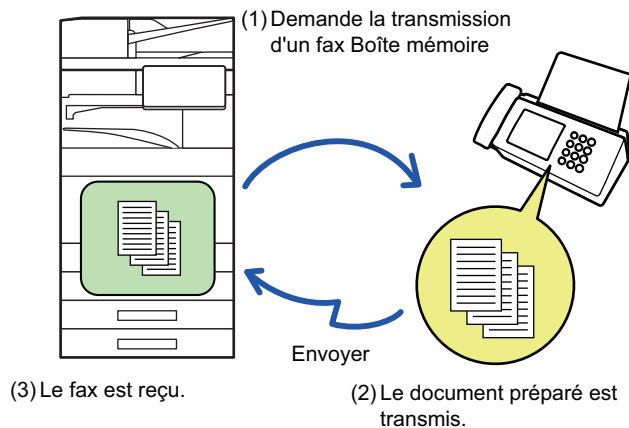 (1) Demande la transmission
d'un fax Boîte mémoire
Envoyer
(3) Le fax est reçu.
(2) Le document préparé est
transmis.